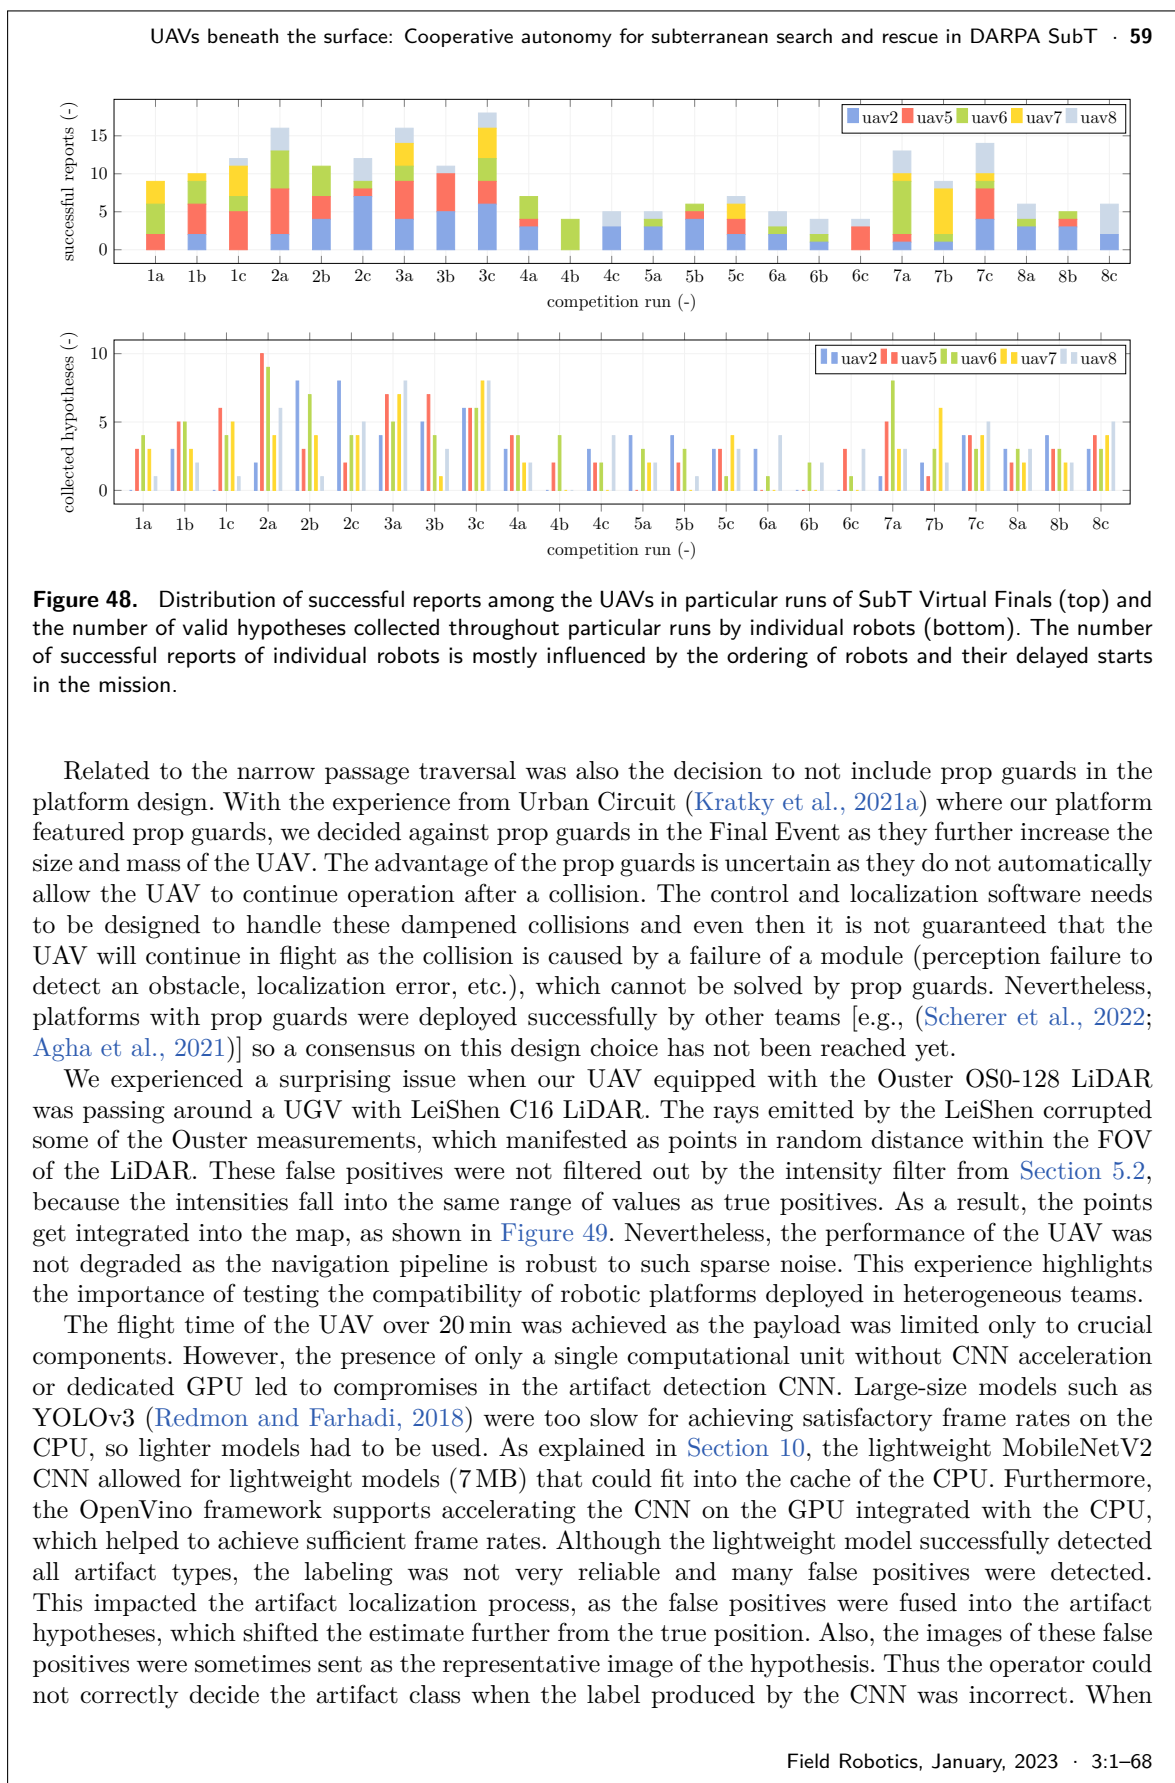 UAVs beneath the surface: Cooperative autonomy for subterranean search and rescue in DARPA SubT · 59
successful reports (-)
15
10
5
0
uav2 uav5 uav6 uav7 uav8
1a 1b 1c 2a 2b 2c 3a 3b 3c 4a 4b 4c 5a 5b 5c 6a 6b 6c 7a 7b 7c 8a 8b 8c
competition run (-)
collected hypotheses (-)
10
5
0
uav2 uav5 uav6 uav7 uav8
1a 1b 1c 2a 2b 2c 3a 3b 3c 4a 4b 4c 5a 5b 5c 6a 6b 6c 7a 7b 7c 8a 8b 8c
competition run (-)
Figure 48. Distribution of successful reports among the UAVs in particular runs of SubT Virtual Finals (top) and
the number of valid hypotheses collected throughout particular runs by individual robots (bottom). The number
of successful reports of individual robots is mostly influenced by the ordering of robots and their delayed starts
in the mission.
Related to the narrow passage traversal was also the decision to not include prop guards in the
platform design. With the experience from Urban Circuit (Kratky et al., 2021a) where our platform
featured prop guards, we decided against prop guards in the Final Event as they further increase the
size and mass of the UAV. The advantage of the prop guards is uncertain as they do not automatically
allow the UAV to continue operation after a collision. The control and localization software needs
to be designed to handle these dampened collisions and even then it is not guaranteed that the
UAV will continue in flight as the collision is caused by a failure of a module (perception failure to
detect an obstacle, localization error, etc.), which cannot be solved by prop guards. Nevertheless,
platforms with prop guards were deployed successfully by other teams [e.g., (Scherer et al., 2022;
Agha et al., 2021)] so a consensus on this design choice has not been reached yet.
We experienced a surprising issue when our UAV equipped with the Ouster OS0-128 LiDAR
was passing around a UGV with LeiShen C16 LiDAR. The rays emitted by the LeiShen corrupted
some of the Ouster measurements, which manifested as points in random distance within the FOV
of the LiDAR. These false positives were not filtered out by the intensity filter from Section 5.2,
because the intensities fall into the same range of values as true positives. As a result, the points
get integrated into the map, as shown in Figure 49. Nevertheless, the performance of the UAV was
not degraded as the navigation pipeline is robust to such sparse noise. This experience highlights
the importance of testing the compatibility of robotic platforms deployed in heterogeneous teams.
The flight time of the UAV over 20 min was achieved as the payload was limited only to crucial
components. However, the presence of only a single computational unit without CNN acceleration
or dedicated GPU led to compromises in the artifact detection CNN. Large-size models such as
YOLOv3 (Redmon and Farhadi, 2018) were too slow for achieving satisfactory frame rates on the
CPU, so lighter models had to be used. As explained in Section 10, the lightweight MobileNetV2
CNN allowed for lightweight models (7 MB) that could fit into the cache of the CPU. Furthermore,
the OpenVino framework supports accelerating the CNN on the GPU integrated with the CPU,
which helped to achieve sufficient frame rates. Although the lightweight model successfully detected
all artifact types, the labeling was not very reliable and many false positives were detected.
This impacted the artifact localization process, as the false positives were fused into the artifact
hypotheses, which shifted the estimate further from the true position. Also, the images of these false
positives were sometimes sent as the representative image of the hypothesis. Thus the operator could
not correctly decide the artifact class when the label produced by the CNN was incorrect. When
Field Robotics, January, 2023 · 3:1–68